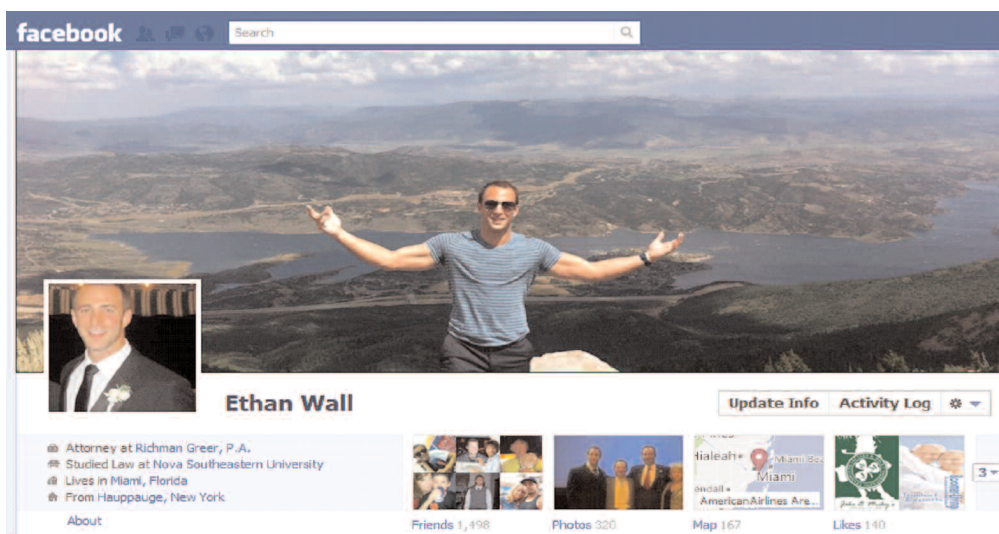 facebook
Search
Ethan Wall
Update Info
Activity Log
Attorney at Richman Greer, P.A.
Studied Law at Nova Southeastern University
Lives in Miami, Florida
From Hauppauge, New York
About
Hialeah
Miami
AmericanAirlines Are...
3
Friends 1,498
Photos 320
Map 167
Likes 140